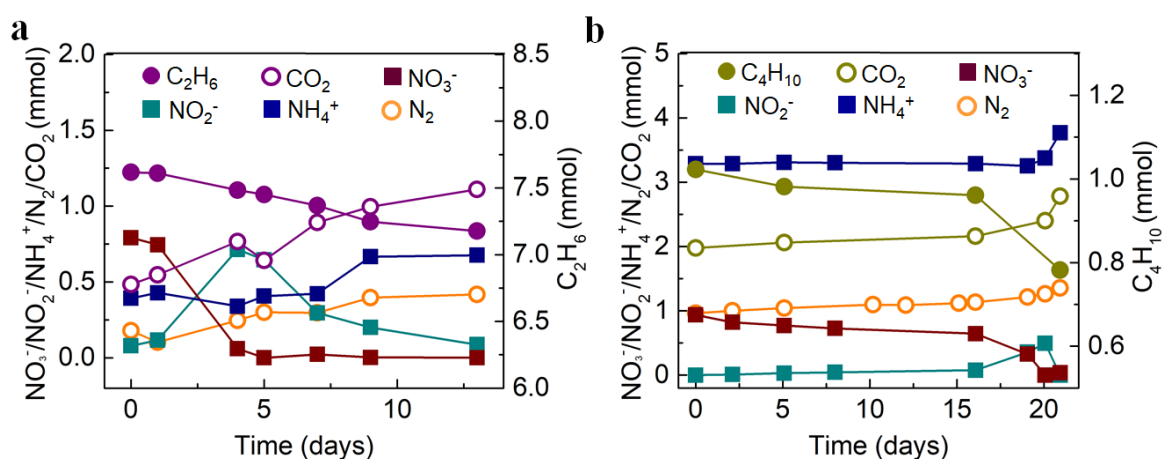 a
2.0
1.5
1.0
0.5
0.0
NO₃⁻/NO₂⁻/NH₄⁺/N₂/CO₂ (mmol)
C₂H₆ CO₂ NO₃⁻
NO₂⁻ NH₄⁺ N₂
8.5
8.0
7.5
7.0
6.5
6.0
C₂H₆ (mmol)
0 5 10
Time (days)
b
5
4
3
2
1
0
NO₃⁻/NO₂⁻/NH₄⁺/N₂/CO₂ (mmol)
C₄H₁₀ CO₂ NO₃⁻
NO₂⁻ NH₄⁺ N₂
1.2
1.0
0.8
0.6
C₄H₁₀ (mmol)
0 5 10 15 20
Time (days)